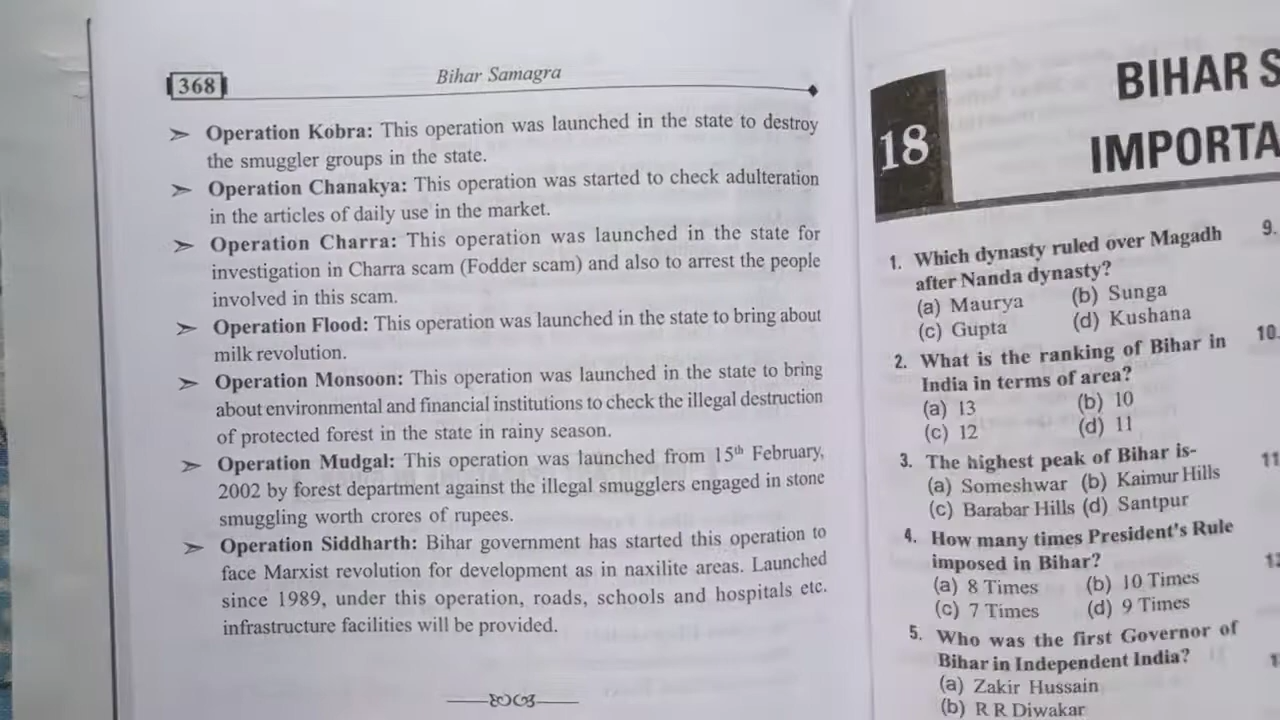 368
Bihar Samagra
➢ Operation Kobra: This operation was launched in the state to destroy
the smuggler groups in the state.
➢ Operation Chanakya: This operation was started to check adulteration
in the articles of daily use in the market.
➢ Operation Charra: This operation was launched in the state for
investigation in Charra scam (Fodder scam) and also to arrest the people
involved in this scam.
➢ Operation Flood: This operation was launched in the state to bring about
milk revolution.
➢ Operation Monsoon: This operation was launched in the state to bring
about environmental and financial institutions to check the illegal destruction
of protected forest in the state in rainy season.
➢ Operation Mudgal: This operation was launched from 15th February,
2002 by forest department against the illegal smugglers engaged in stone
smuggling worth crores of rupees.
➢ Operation Siddharth: Bihar government has started this operation to
face Marxist revolution for development as in naxilite areas. Launched
since 1989, under this operation, roads, schools and hospitals etc.
infrastructure facilities will be provided.
18
BIHAR S
IMPORTA
1. Which dynasty ruled over Magadh
after Nanda dynasty?
(a) Maurya (b) Sunga
(c) Gupta (d) Kushana
2. What is the ranking of Bihar in
India in terms of area?
(a) 13 (b) 10
(c) 12 (d) 11
3. The highest peak of Bihar is-
(a) Someshwar (b) Kaimur Hills
(c) Barabar Hills (d) Santpur
4. How many times President's Rule
imposed in Bihar?
(a) 8 Times (b) 10 Times
(c) 7 Times (d) 9 Times
5. Who was the first Governor of
Bihar in Independent India?
(a) Zakir Hussain
(b) R R Diwakar
9.
10.
11
12
1